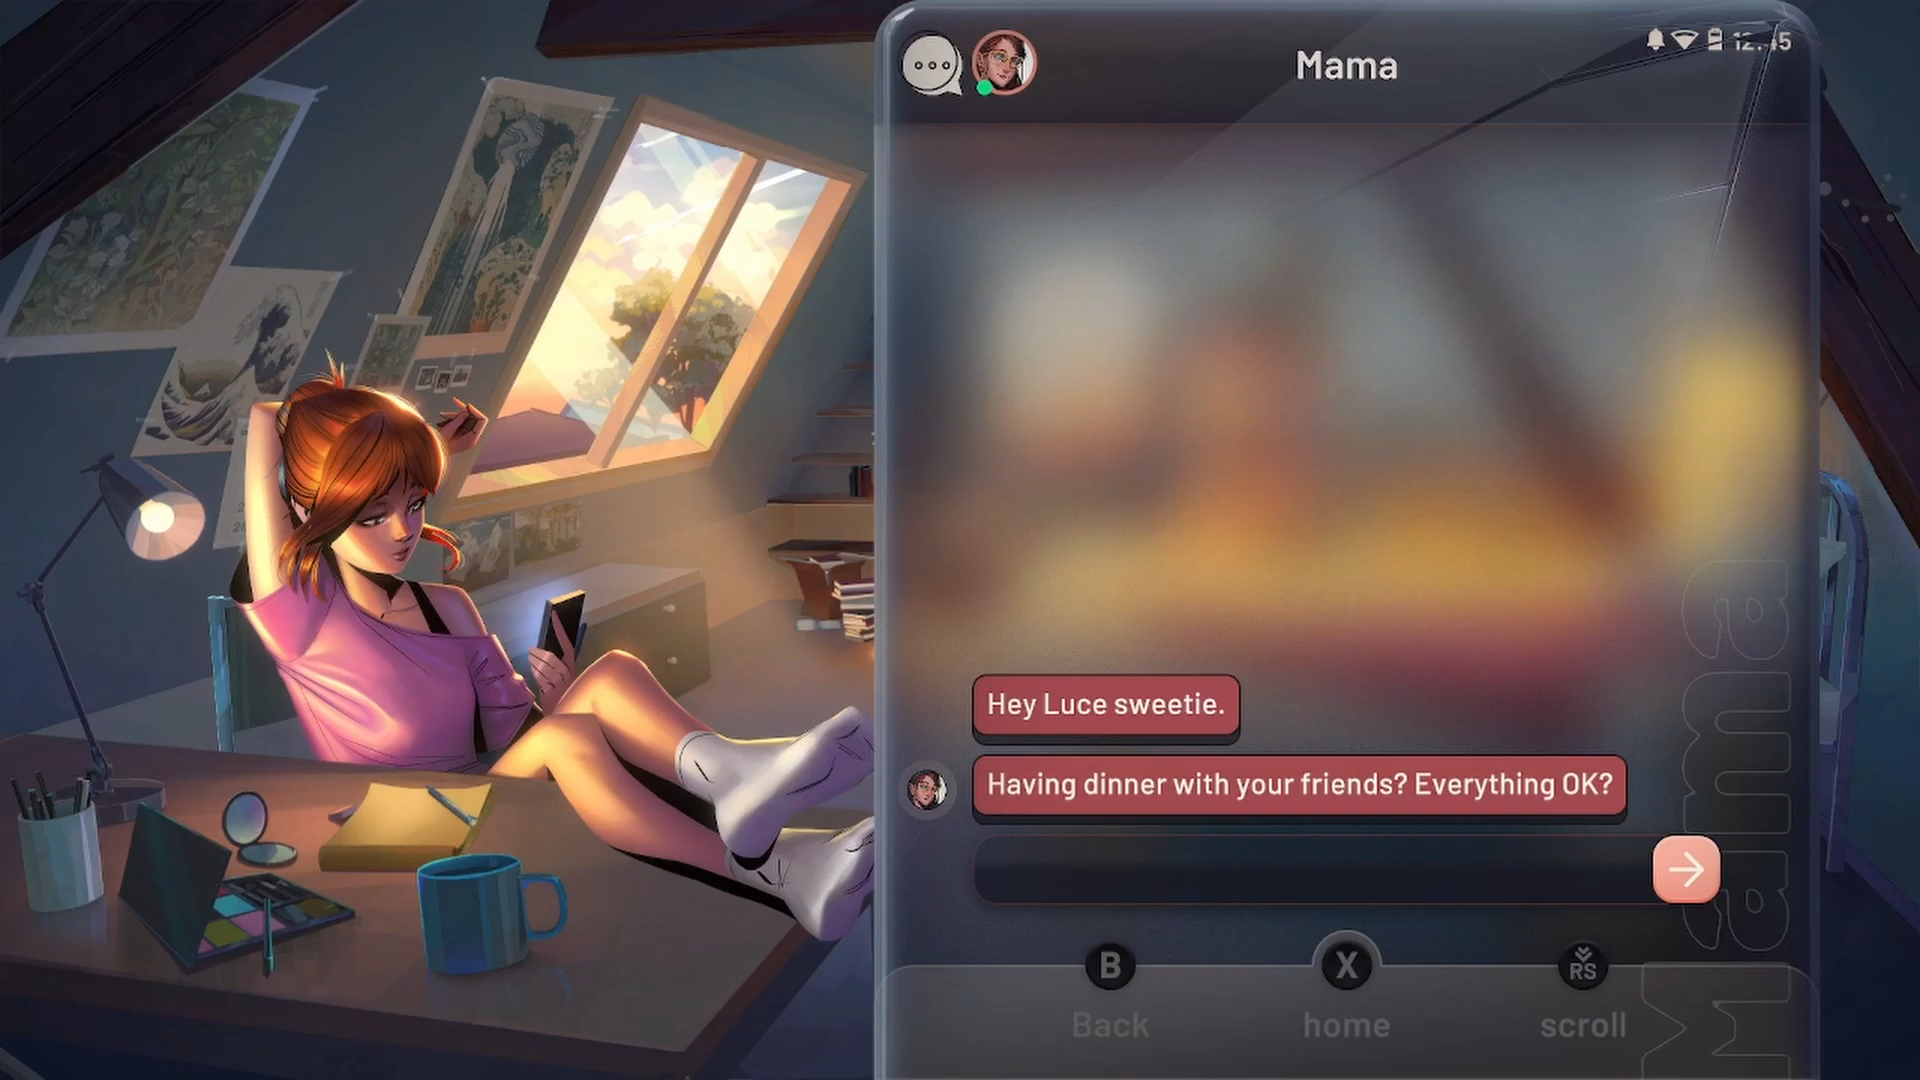 Mama
Hey Luce sweetie.
Having dinner with your friends? Everything OK?
B
X
RS
Back
home
scroll
Mama